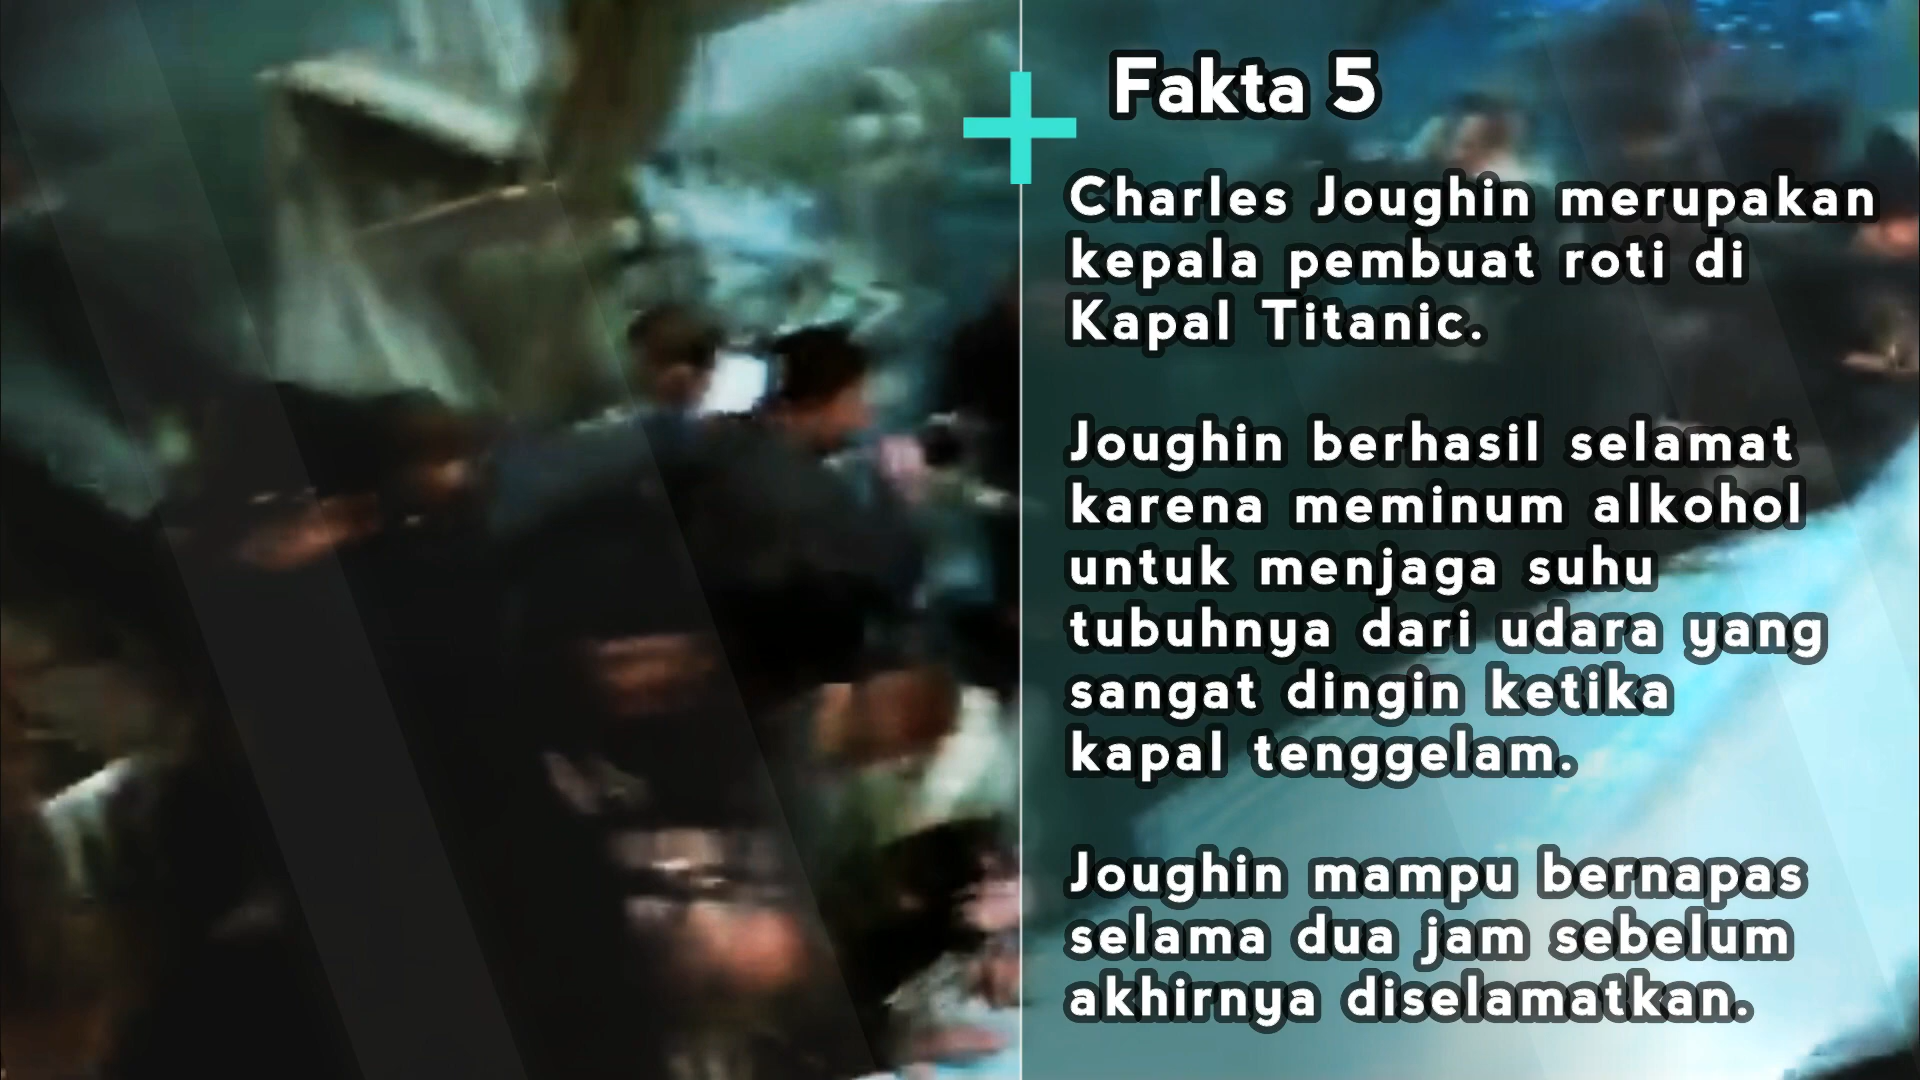 Fakta 5
Charles Joughin merupakan
kepala pembuat roti di
Kapal Titanic.
Joughin berhasil selamat
karena meminum alkohol
untuk menjaga suhu
tubuhnya dari udara yang
sangat dingin ketika
kapal tenggelam.
Joughin mampu bernapas
selama dua jam sebelum
akhirnya diselamatkan.